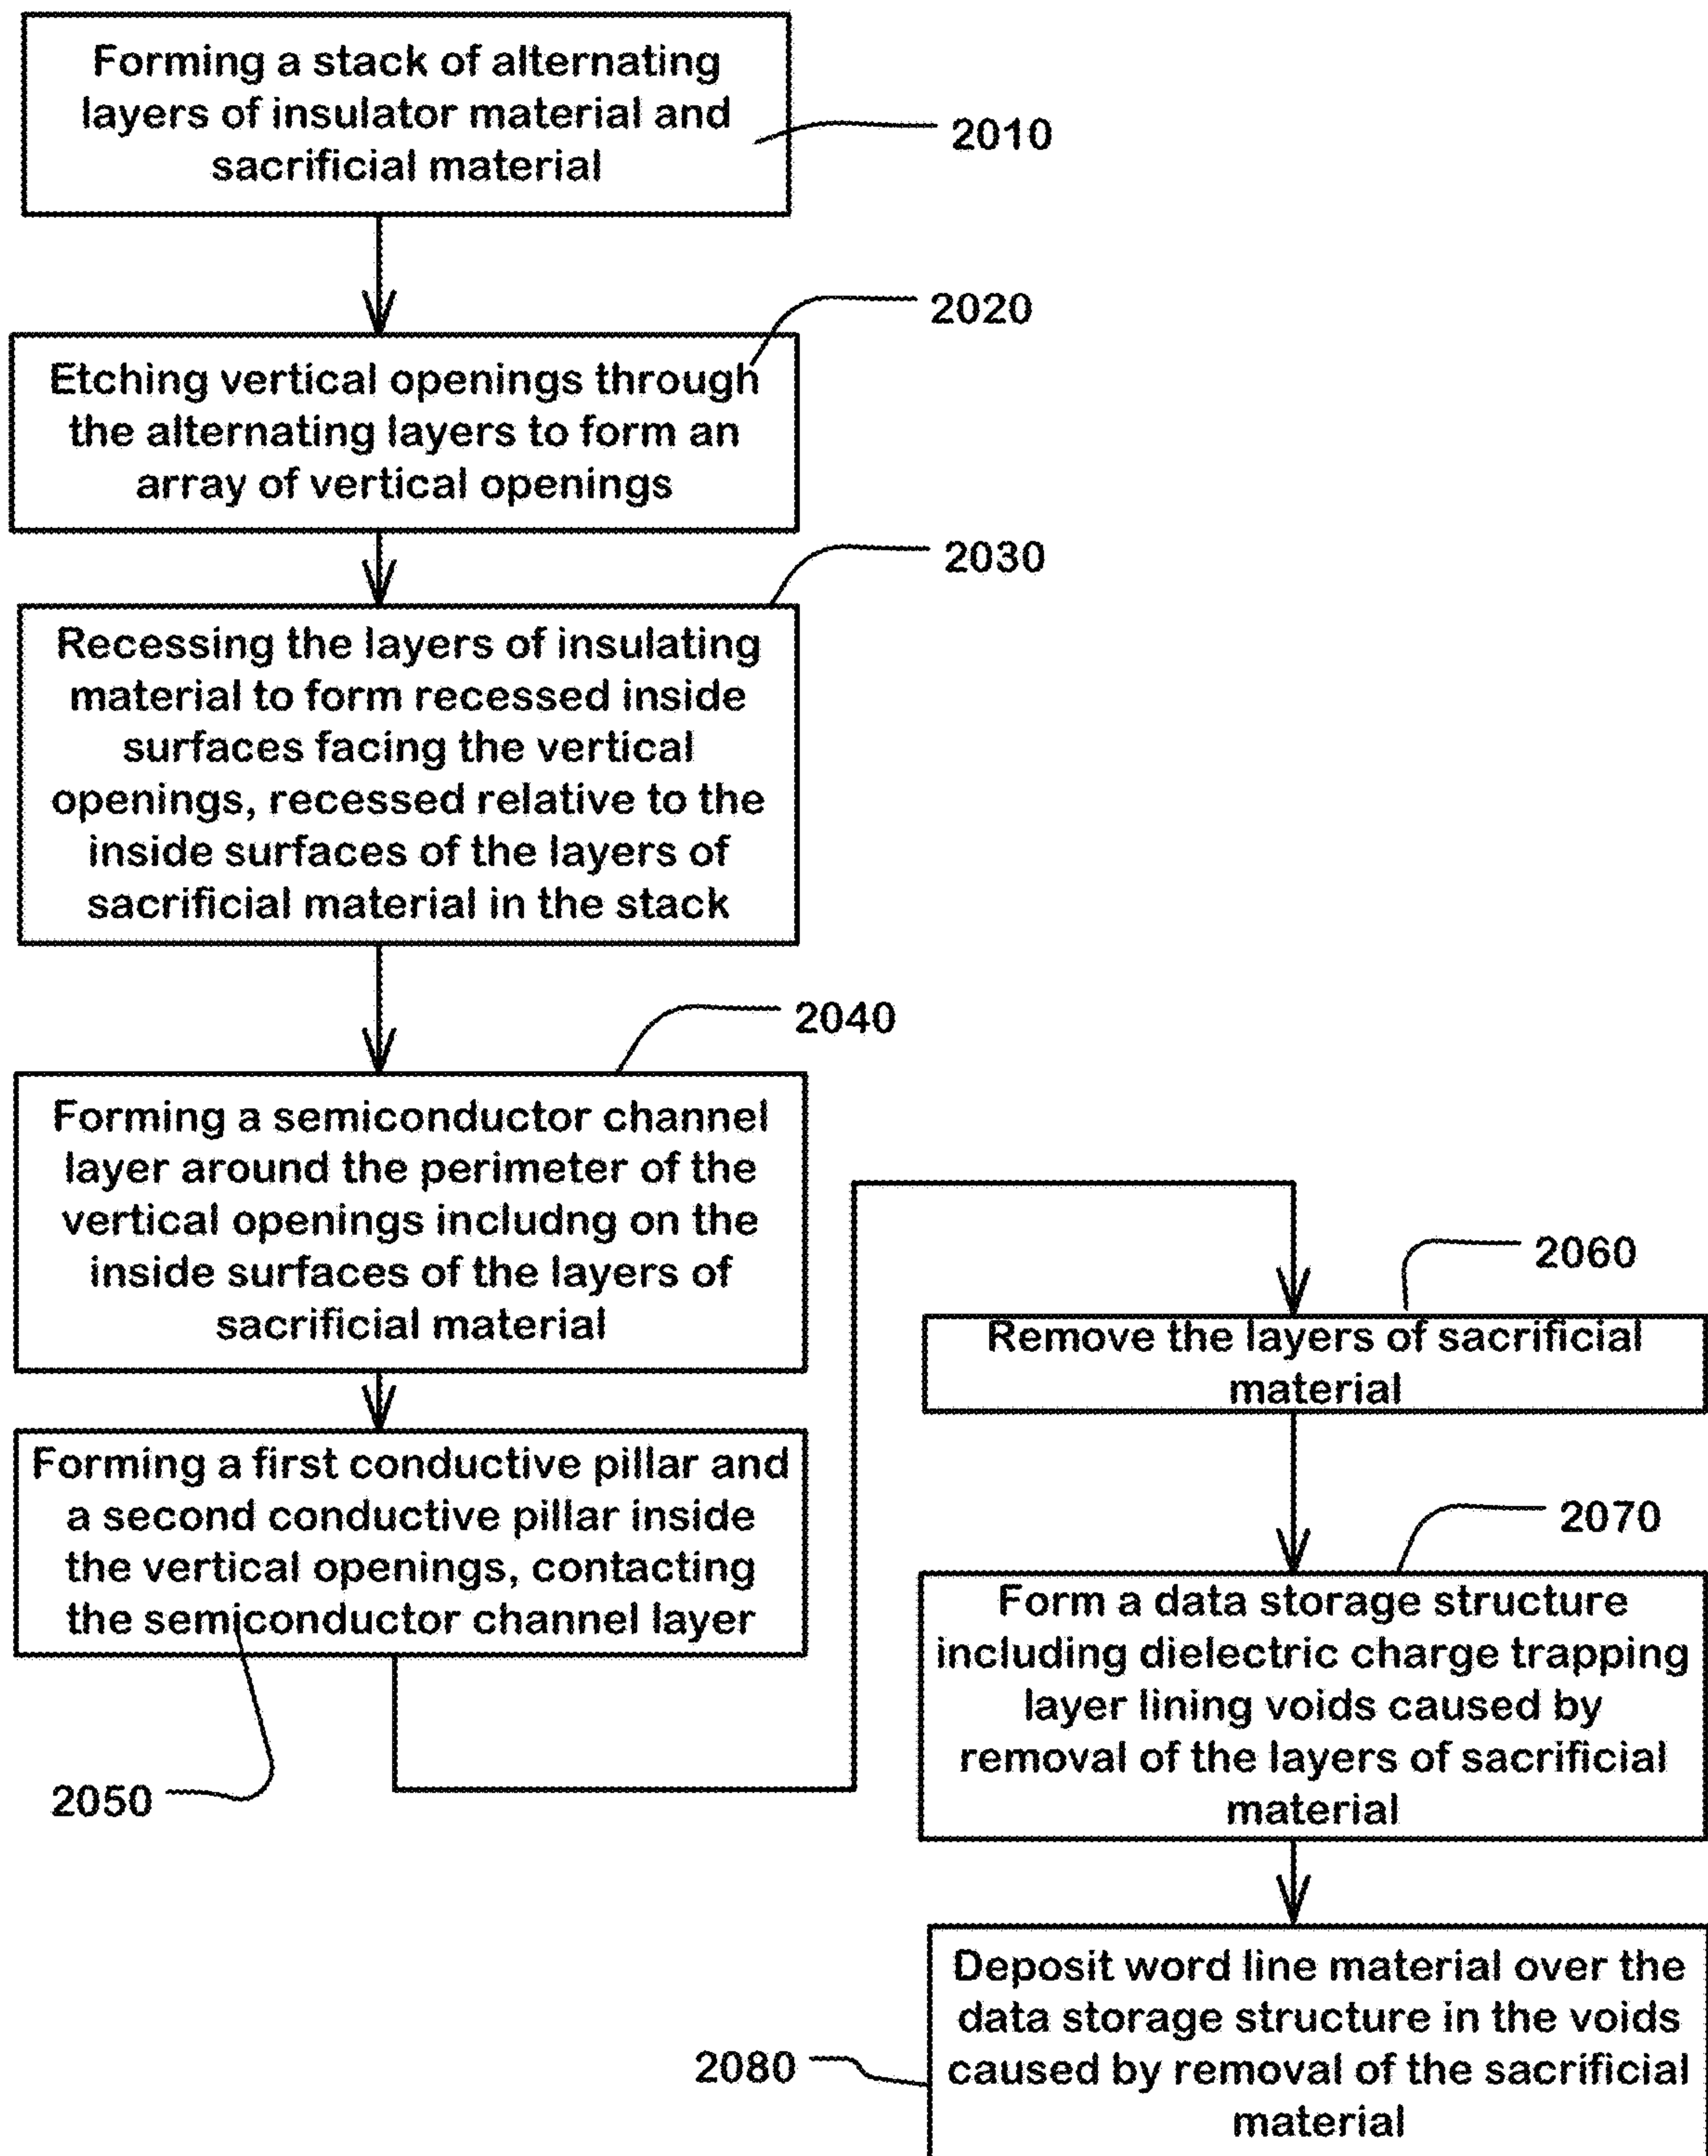 Forming a stack of alternating
layers of insulator material and
sacrificial material
2010
2020
Etching vertical openings through
the alternating layers to form an
array of vertical openings
2030
Recessing the layers of insulating
material to form recessed inside
surfaces facing the vertical
openings, recessed relative to the
inside surfaces of the layers of
sacrificial material in the stack
2040
Forming a semiconductor channel
layer around the perimeter of the
vertical openings includng on the
inside surfaces of the layers of
sacrificial material
Forming a first conductive pillar and
a second conductive pillar inside
the vertical openings, contacting
the semiconductor channel layer
2050
2060
Remove the layers of sacrificial
material
2070
Form a data storage structure
including dielectric charge trapping
layer lining voids caused by
removal of the layers of sacrificial
material
Deposit word line material over the
data storage structure in the voids
caused by removal of the sacrificial
material
2080